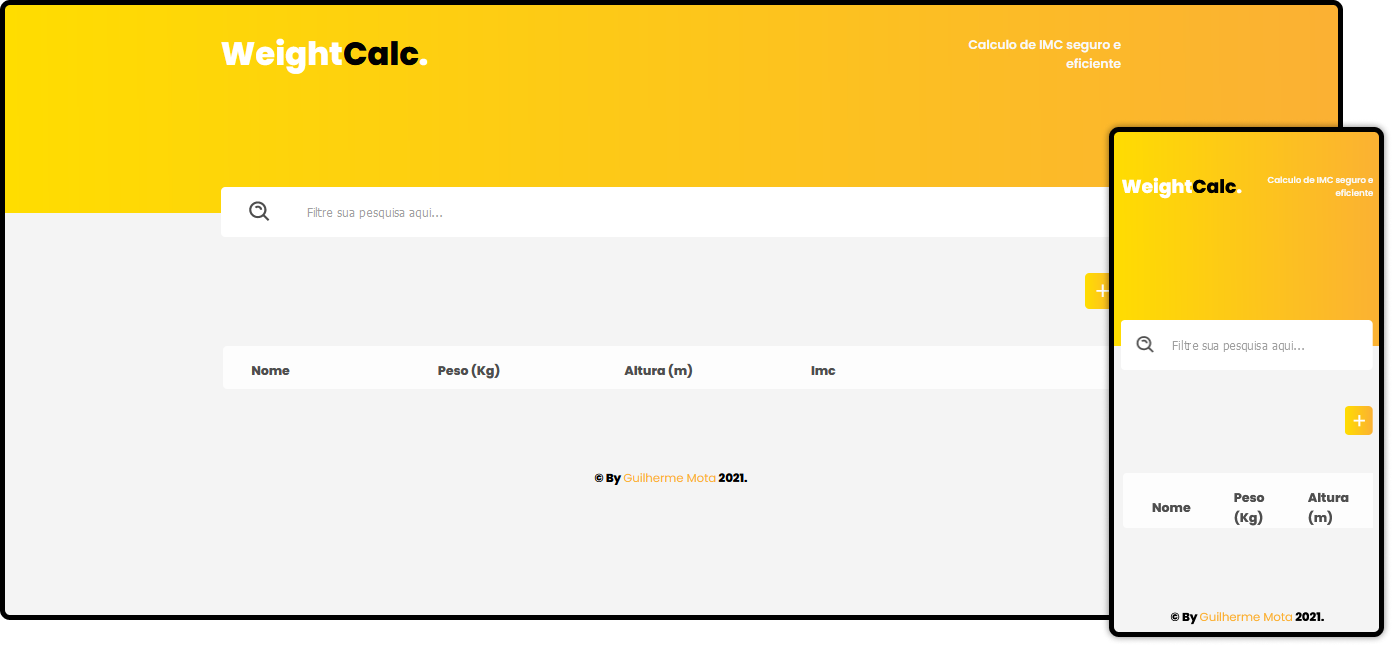 WeightCalc.
Calculo de IMC seguro e
eficiente
Filtre sua pesquisa aqui...
+
Nome Peso (Kg) Altura (m) Imc
© By Guilherme Mota 2021.
WeightCalc.
Calculo de IMC seguro e
eficiente
Filtre sua pesquisa aqui...
+
Nome Peso (Kg) Altura (m)
© By Guilherme Mota 2021.